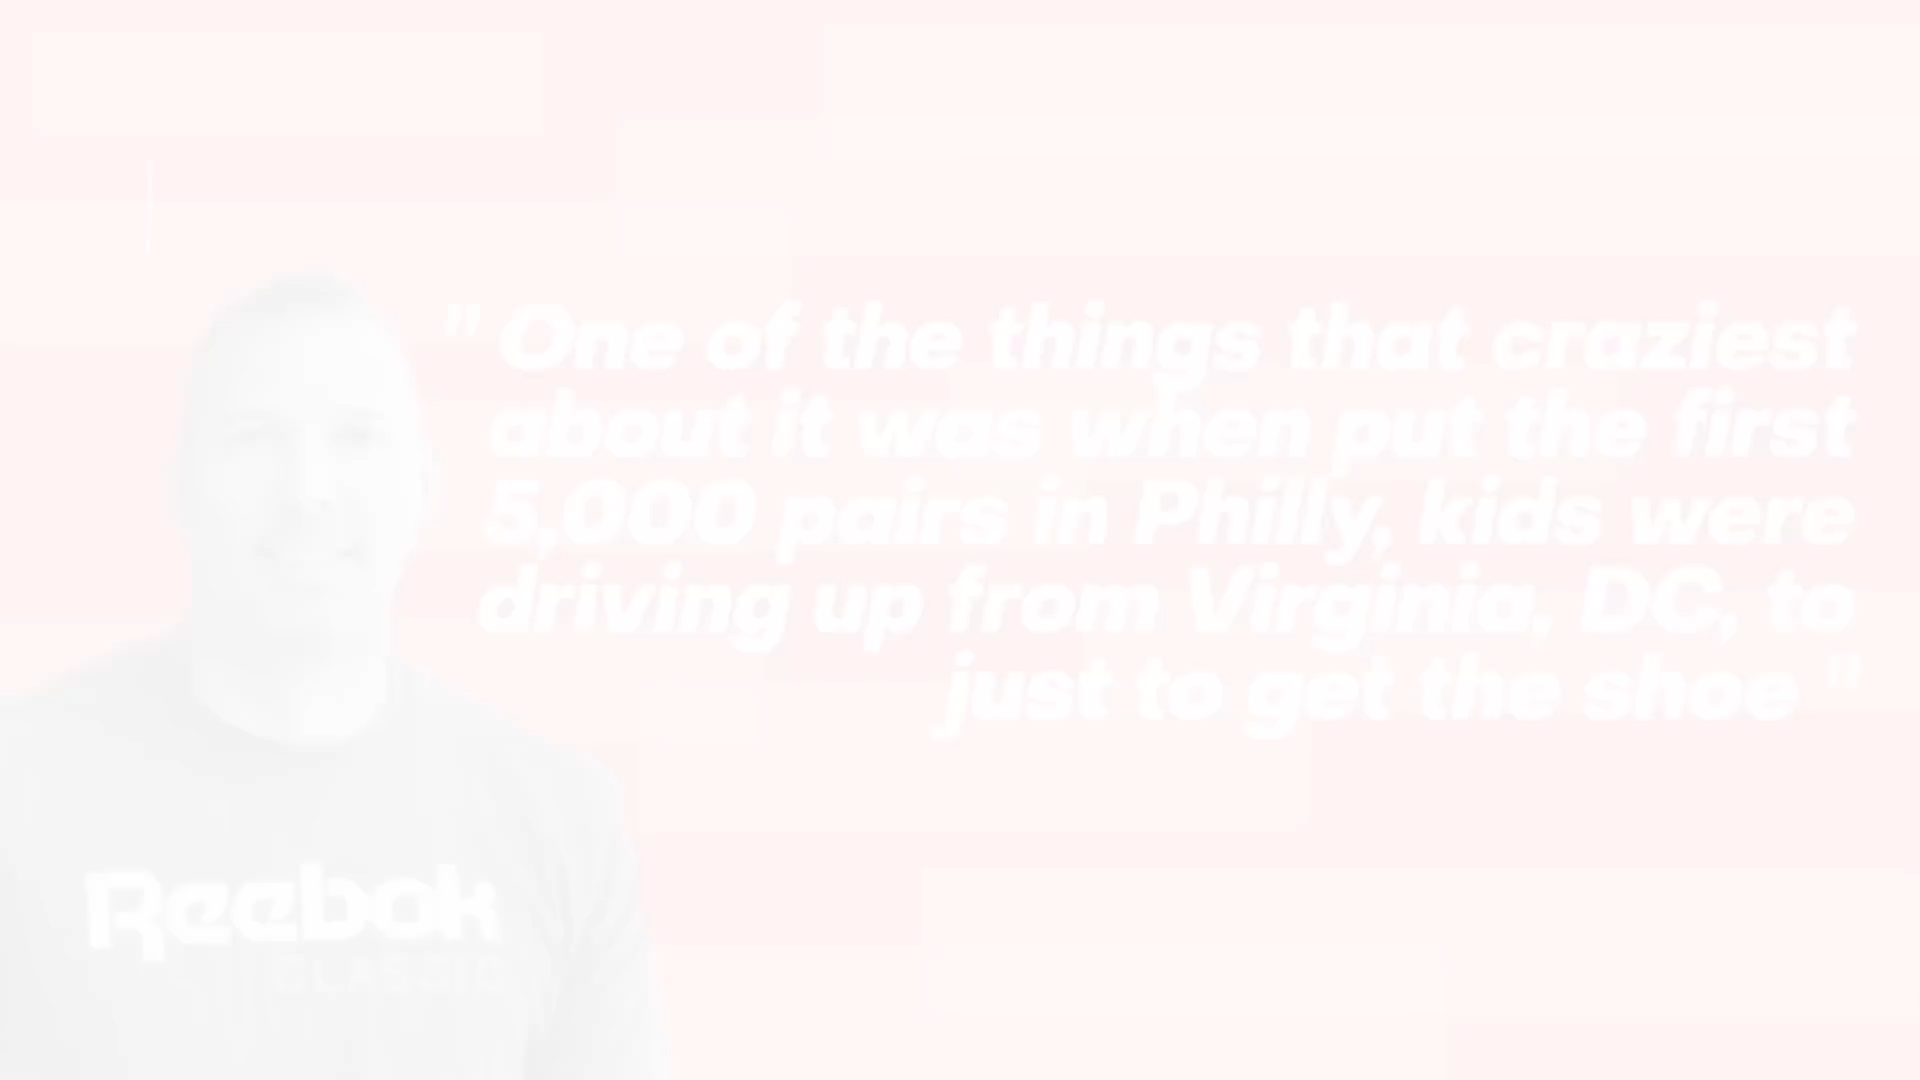 " One of the things that craziest
about it was when put the first
5,000 pairs in Philly, kids were
driving up from Virginia, DC, to
just to get the shoe "
Reebok
CLASSIC